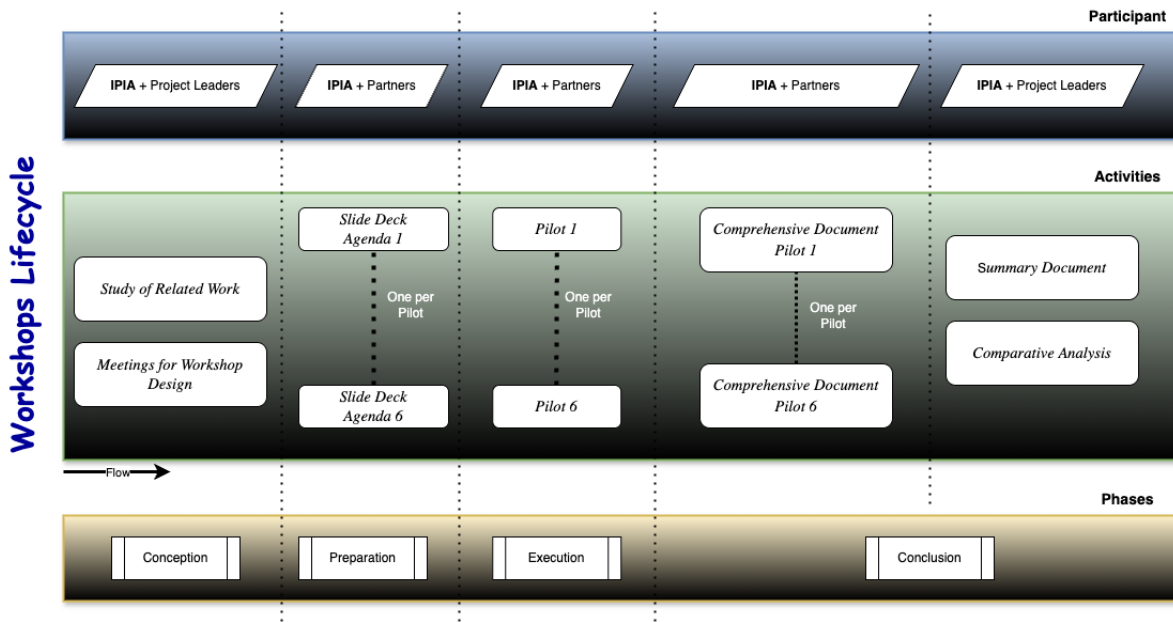 Workshops Lifecycle
Participant
IPIA + Project Leaders
IPIA + Partners
IPIA + Partners
IPIA + Partners
IPIA + Project Leaders
Activities
Study of Related Work
Meetings for Workshop
Design
Slide Deck
Agenda 1
One per
Pilot
Slide Deck
Agenda 6
Pilot 1
One per
Pilot
Pilot 6
Comprehensive Document
Pilot 1
One per
Pilot
Comprehensive Document
Pilot 6
Summary Document
Comparative Analysis
Flow
Phases
Conception
Preparation
Execution
Conclusion